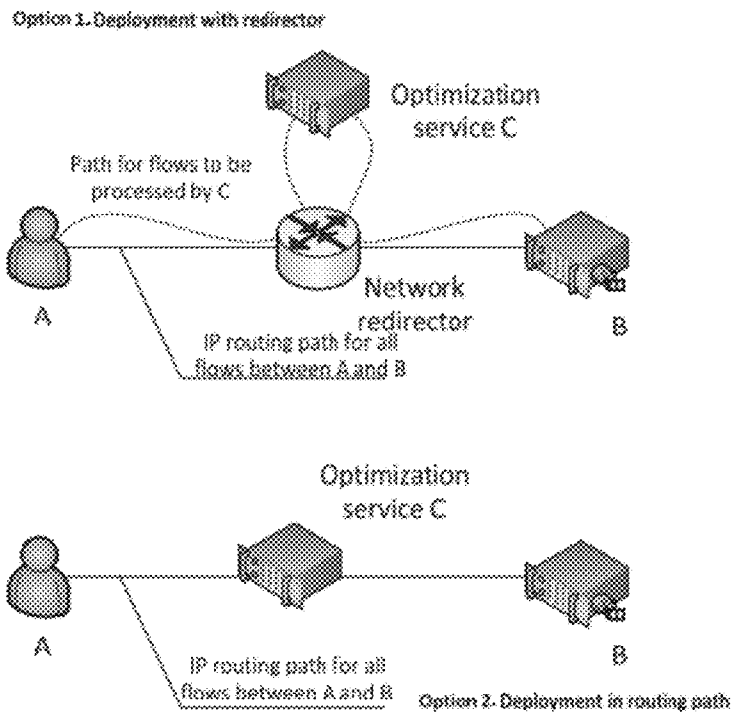 Option 1. Deployment with redirector
Optimization
service C
Path for flows to be
processed by C
A
Network
redirector
B
IP routing path for all
flows between A and B
Optimization
service C
A
B
IP routing path for all
flows between A and B
Option 2- Deployment in routing path